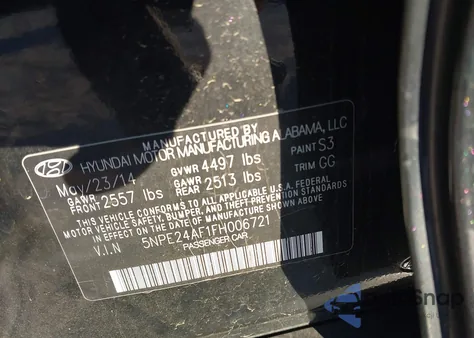 MANUFACTURED BY
HYUNDAI MOTOR MANUFACTURING ALABAMA, LLC
May/23/14 GVWR 4497 lbs PAINT S3
GAWR FRONT 2557 lbs GAWR REAR 2513 lbs TRIM GG
THIS VEHICLE CONFORMS TO ALL APPLICABLE U.S.A FEDERAL
MOTOR VEHICLE SAFETY, BUMPER, AND THEFT PREVENTION STANDARDS
IN EFFECT ON THE DATE OF MANUFACTURE SHOWN ABOVE.
V.I.N 5NPE24AF1FH006721
PASSENGER CAR